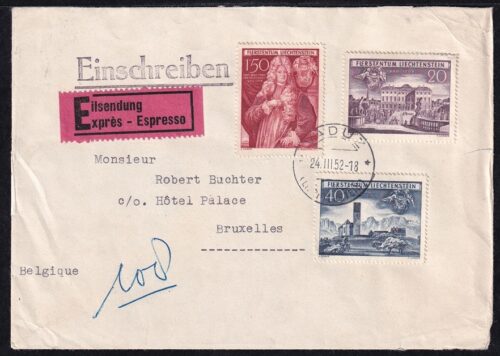 Einschreiben
Eilsendung
Exprès - Espresso
FÜRSTENTUM LIECHTENSTEIN
1.50
FÜRSTENTUM LIECHTENSTEIN
20
24.III.52-18
FÜRSTENTUM LIECHTENSTEIN
40
Monsieur
Robert Buchter
c/o. Hôtel Palace
Bruxelles
Belgique